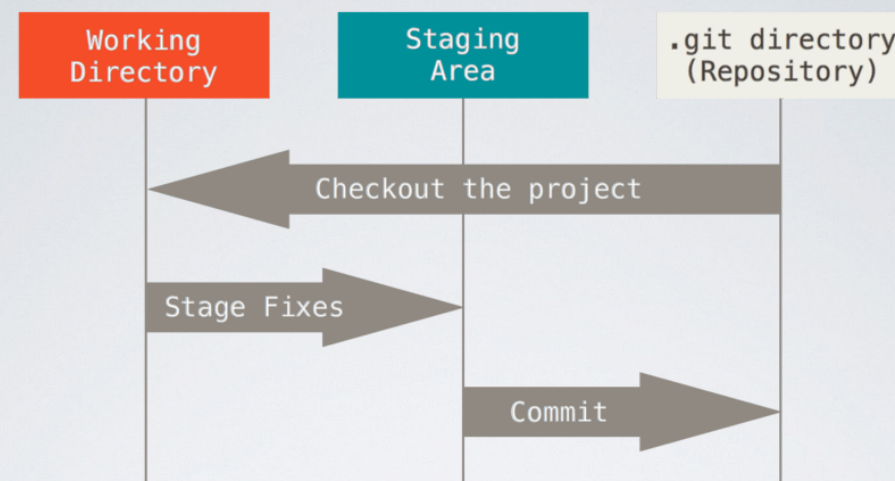 Working
Directory
Staging
Area
.git directory
(Repository)
Checkout the project
Stage Fixes
Commit